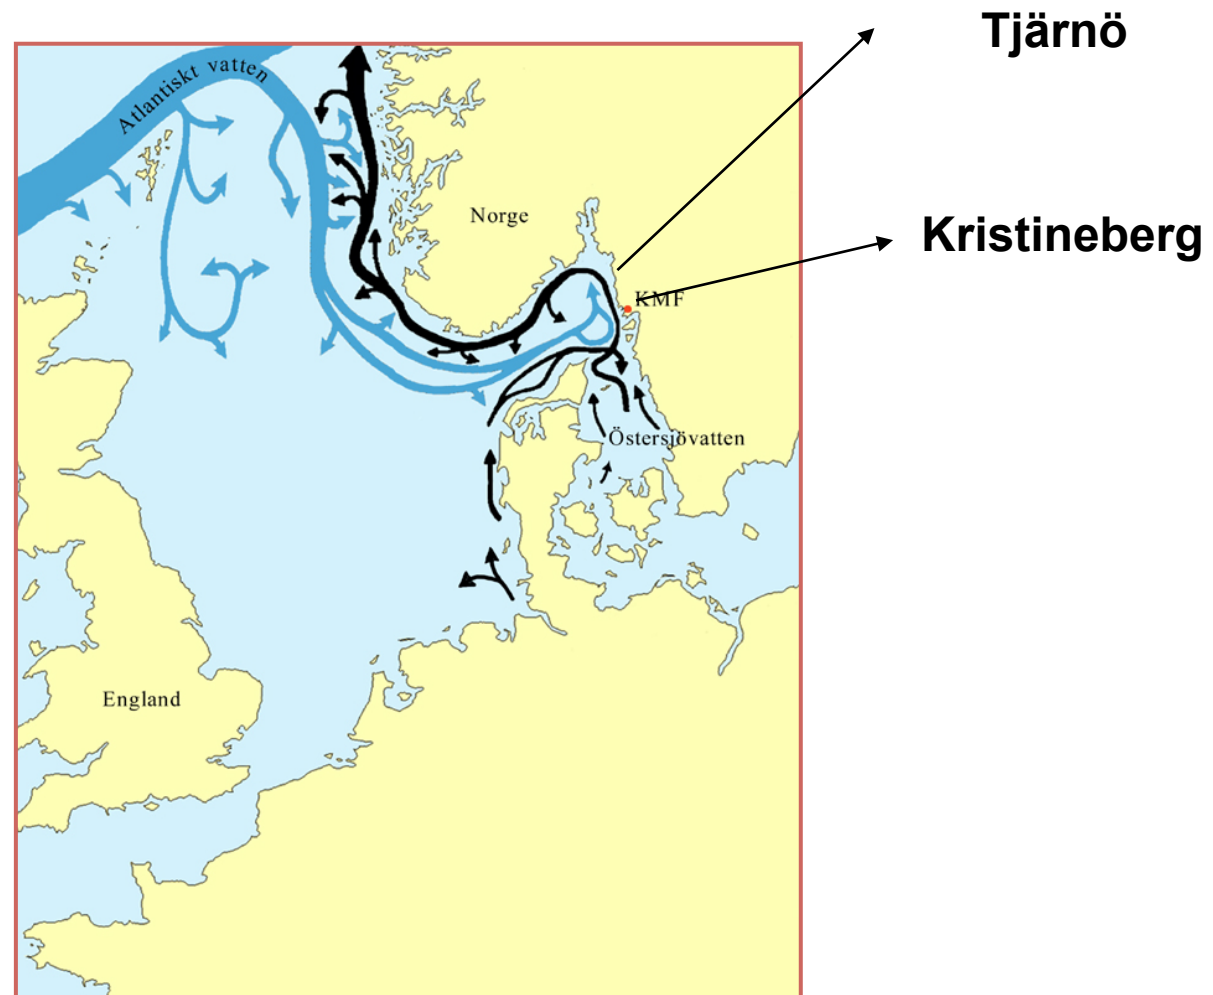 Tjärnö
Atlantiskt vatten
Norge
Kristineberg
KMF
Östersjövatten
England